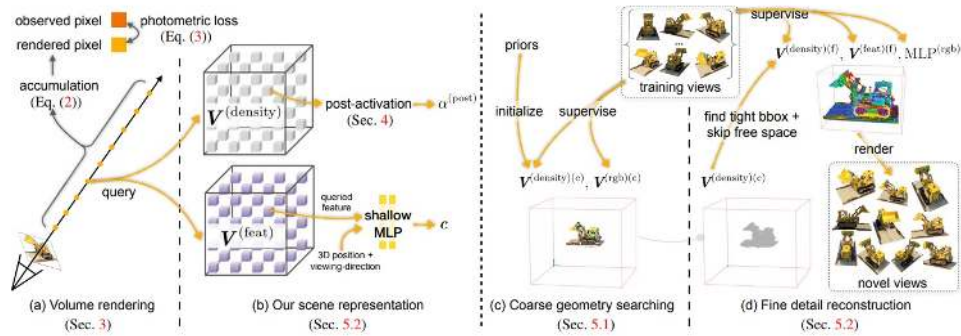 observed pixel
photometric loss
(Eq. (3))
rendered pixel
accumulation
(Eq. (2))
query
(a) Volume rendering
(Sec. 3)
V^(density)
post-activation
(Sec. 4)
α^(post)
V^(feat)
queried
feature
shallow
MLP
c
3D position +
viewing-direction
(b) Our scene representation
(Sec. 5.2)
priors
initialize
supervise
...
training views
V^(density)(c), V^(rgb)(c)
(c) Coarse geometry searching
(Sec. 5.1)
supervise
V^(density)(f), V^(feat)(f), MLP^(rgb)
find tight bbox +
skip free space
render
V^(density)(c)
novel views
(d) Fine detail reconstruction
(Sec. 5.2)